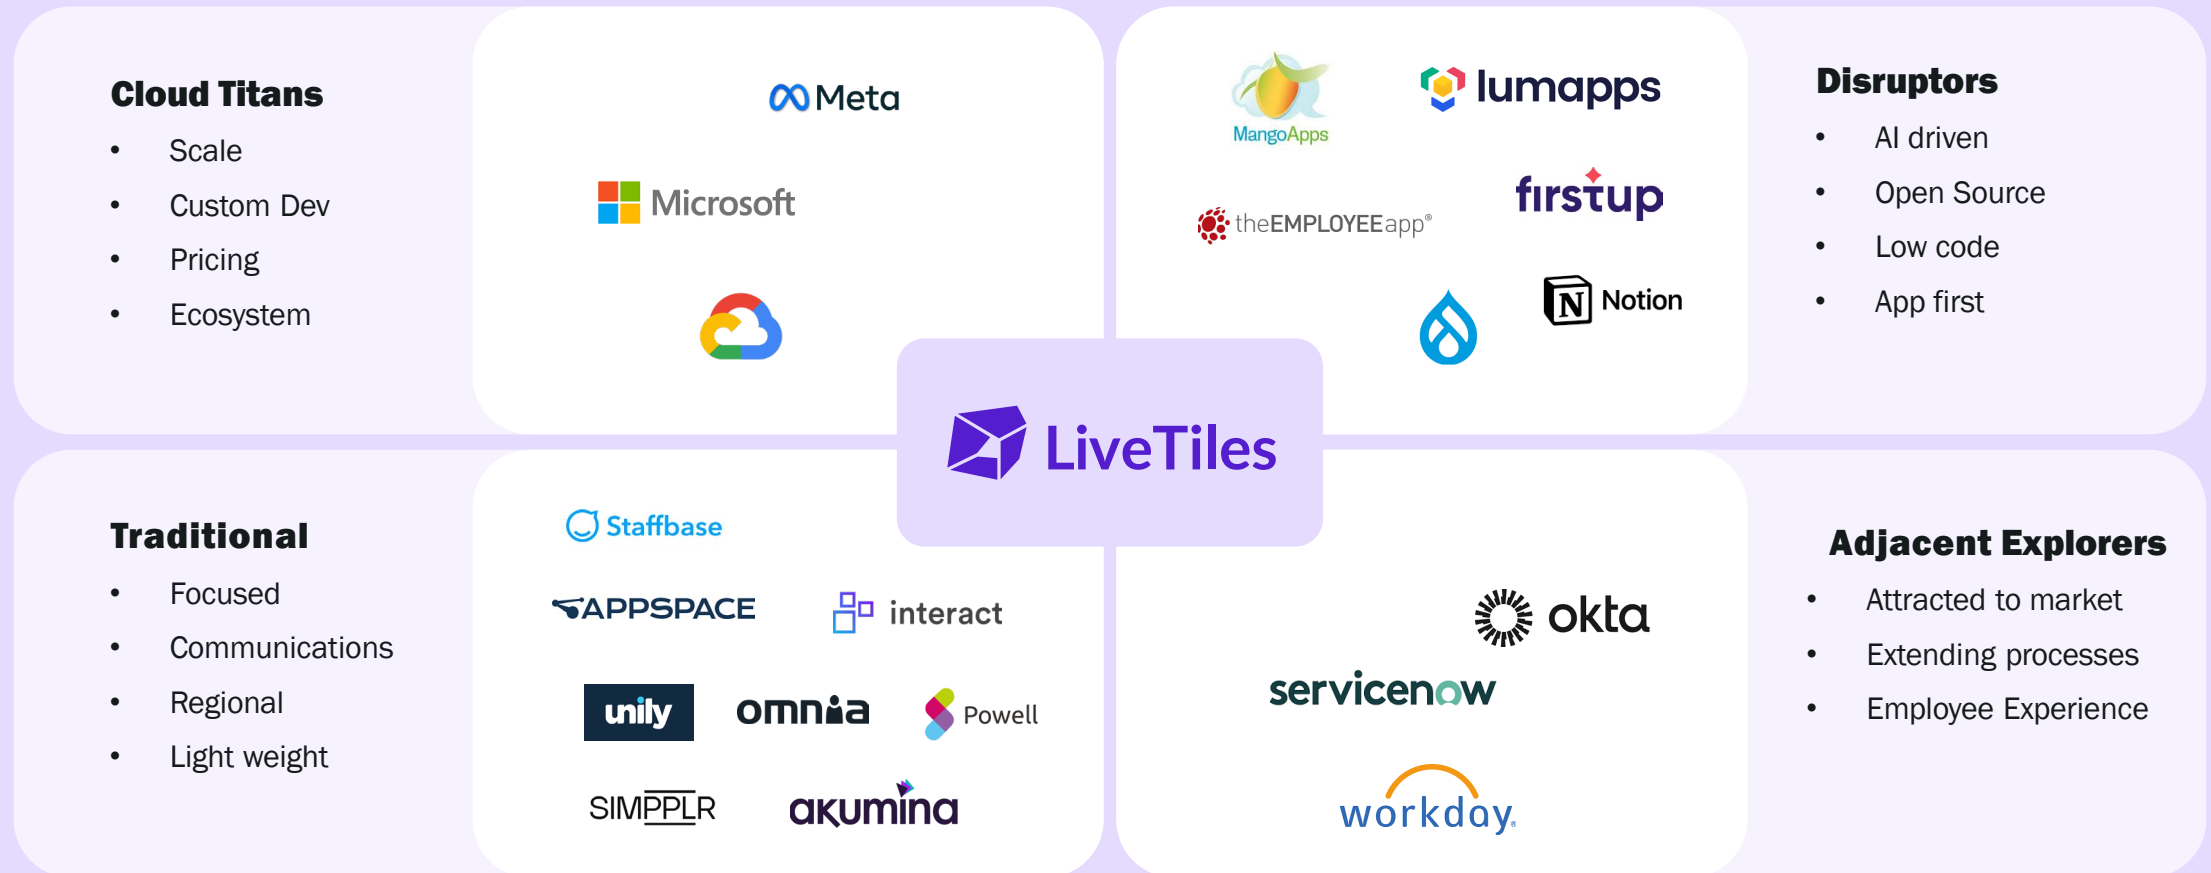 Cloud Titans
• Scale
• Custom Dev
• Pricing
• Ecosystem
Meta
Microsoft
MangoApps
lumapps
theEMPLOYEEapp®
firstup
N Notion
Disruptors
• AI driven
• Open Source
• Low code
• App first
LiveTiles
Traditional
• Focused
• Communications
• Regional
• Light weight
Staffbase
APPSPACE
interact
unily
omnia
Powell
SIMPPLR
akumina
okta
servicenow
workday®
Adjacent Explorers
• Attracted to market
• Extending processes
• Employee Experience